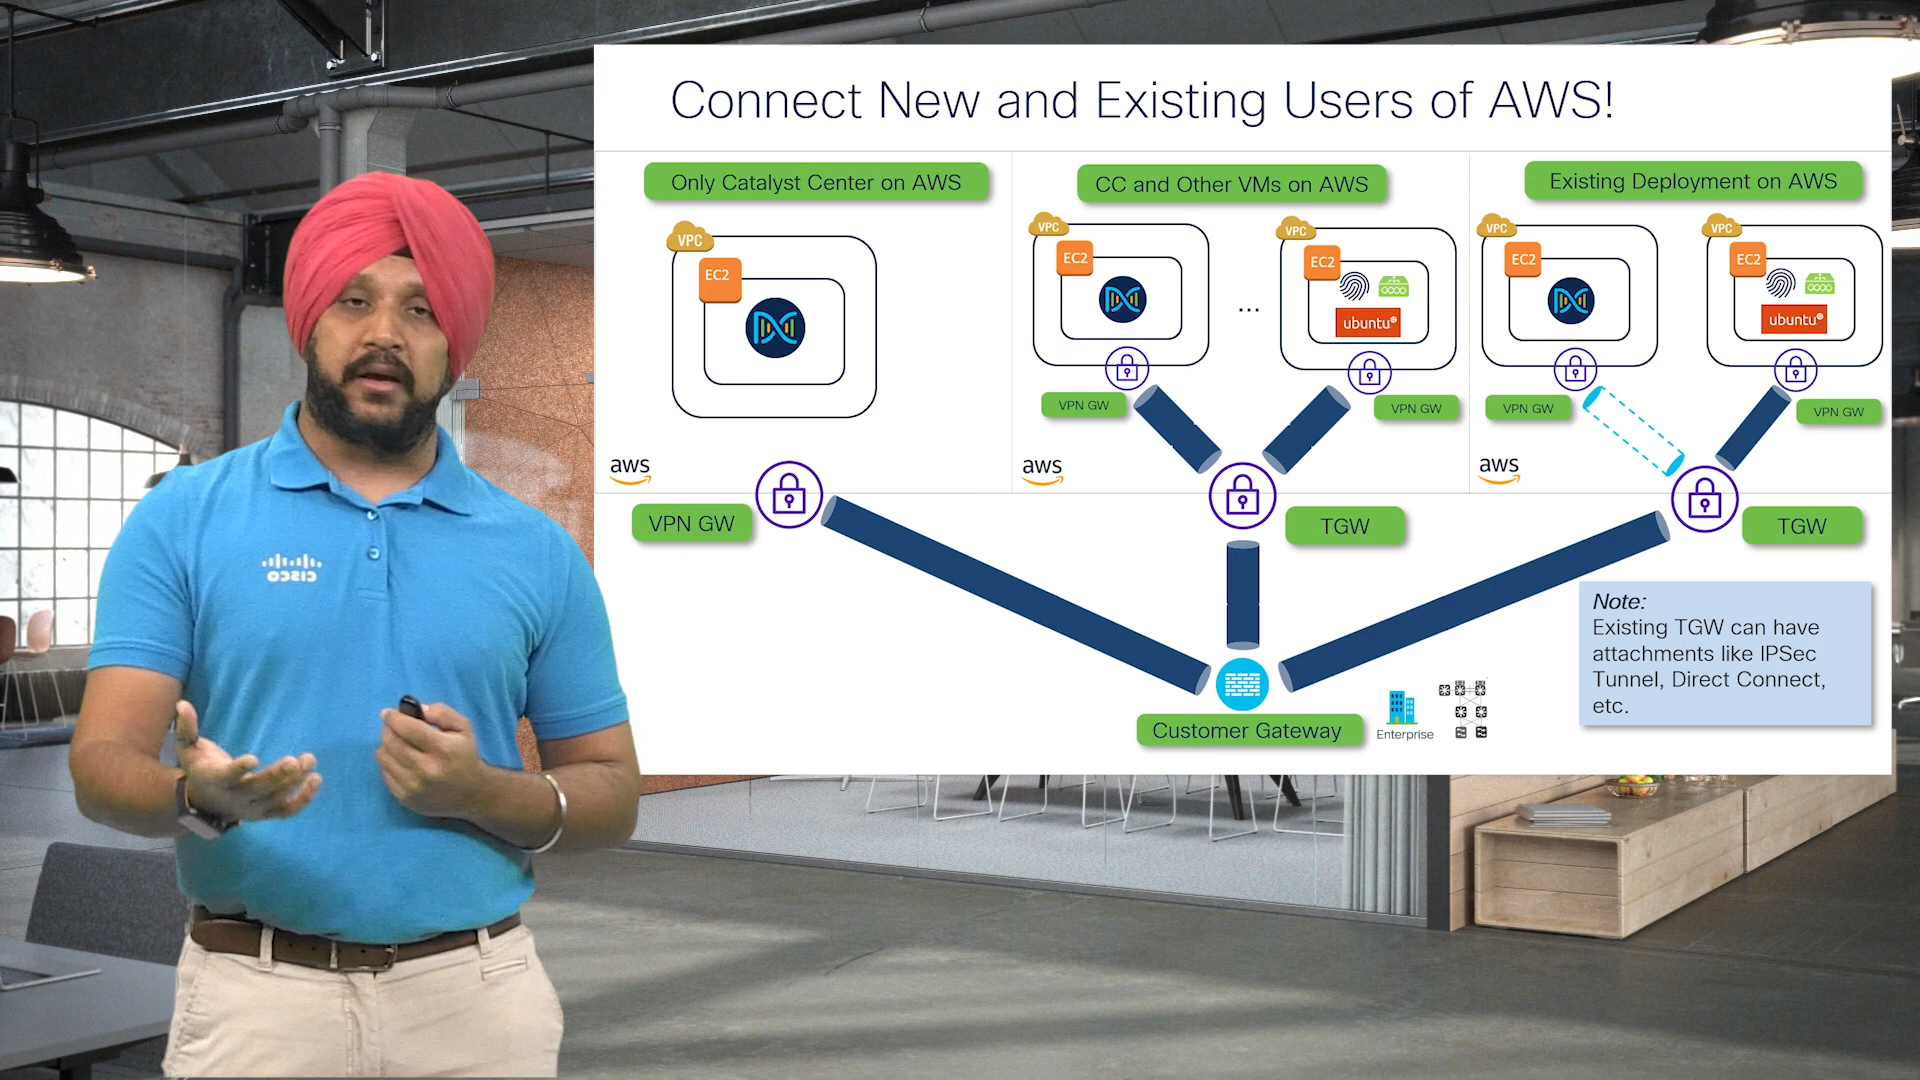 Connect New and Existing Users of AWS!
Only Catalyst Center on AWS
CC and Other VMs on AWS
Existing Deployment on AWS
VPC
EC2
VPC
EC2
...
VPC
EC2
ubuntu®
VPC
EC2
VPC
EC2
ubuntu®
VPN GW
VPN GW
VPN GW
VPN GW
aws
aws
aws
VPN GW
TGW
TGW
CISCO
Note:
Existing TGW can have
attachments like IPSec
Tunnel, Direct Connect,
etc.
Customer Gateway
Enterprise